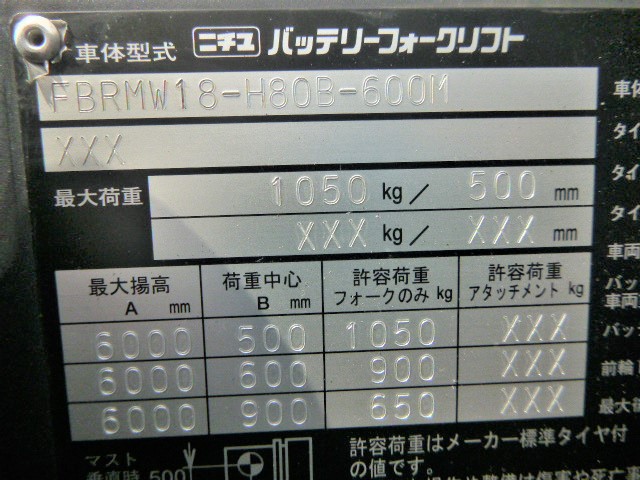 車体型式 ニチユ バッテリーフォークリフト
FBRMW18-H80B-600M
XXX
最大荷重 1050 kg／ 500 mm
XXX kg／ XXX mm
最大揚高 A mm 荷重中心 B mm 許容荷重 フォークのみ kg 許容荷重 アタッチメント kg
6000 500 1050 XXX
6000 600 900 XXX
6000 900 650 XXX
マスト
垂直時 500
許容荷重はメーカー標準タイヤ付
の値です。
車体
タイ
タイ
タイ
車両
バッ
車両
バッ
前輪
最大